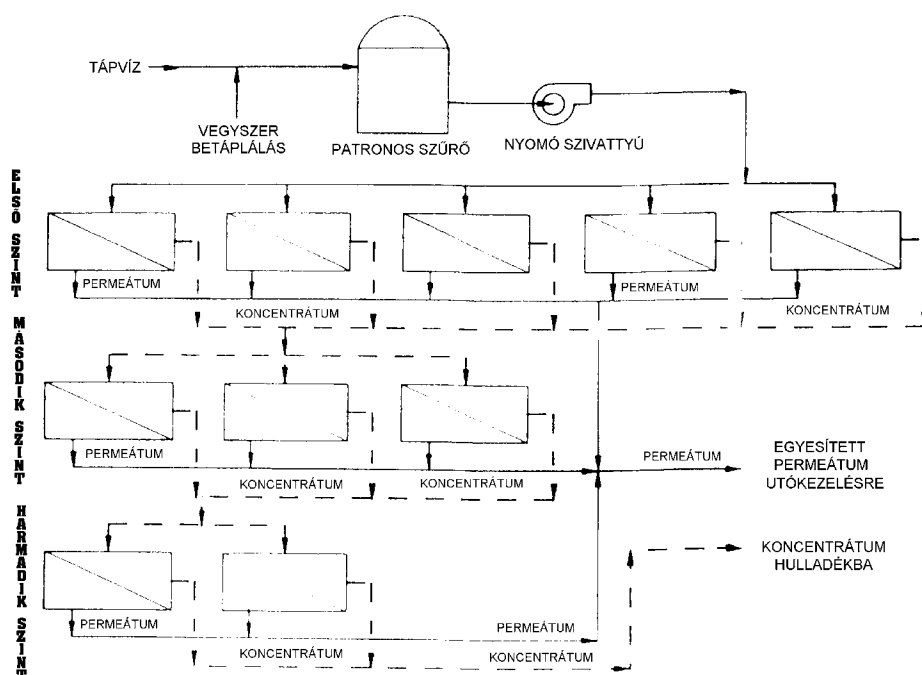 TÁPVÍZ
VEGYSZER
BETÁPLÁLÁS
PATRONOS SZŰRŐ
NYOMÓ SZIVATTYÚ
ELSŐ SZINT
PERMEÁTUM
PERMEÁTUM
KONCENTRÁTUM
KONCENTRÁTUM
MÁSODIK SZINT
PERMEÁTUM
PERMEÁTUM
KONCENTRÁTUM
KONCENTRÁTUM
EGYESÍTETT
PERMEÁTUM
UTÓKEZELÉSRE
HARMADIK SZINT
KONCENTRÁTUM
HULLADÉKBA
PERMEÁTUM
PERMEÁTUM
KONCENTRÁTUM
KONCENTRÁTUM